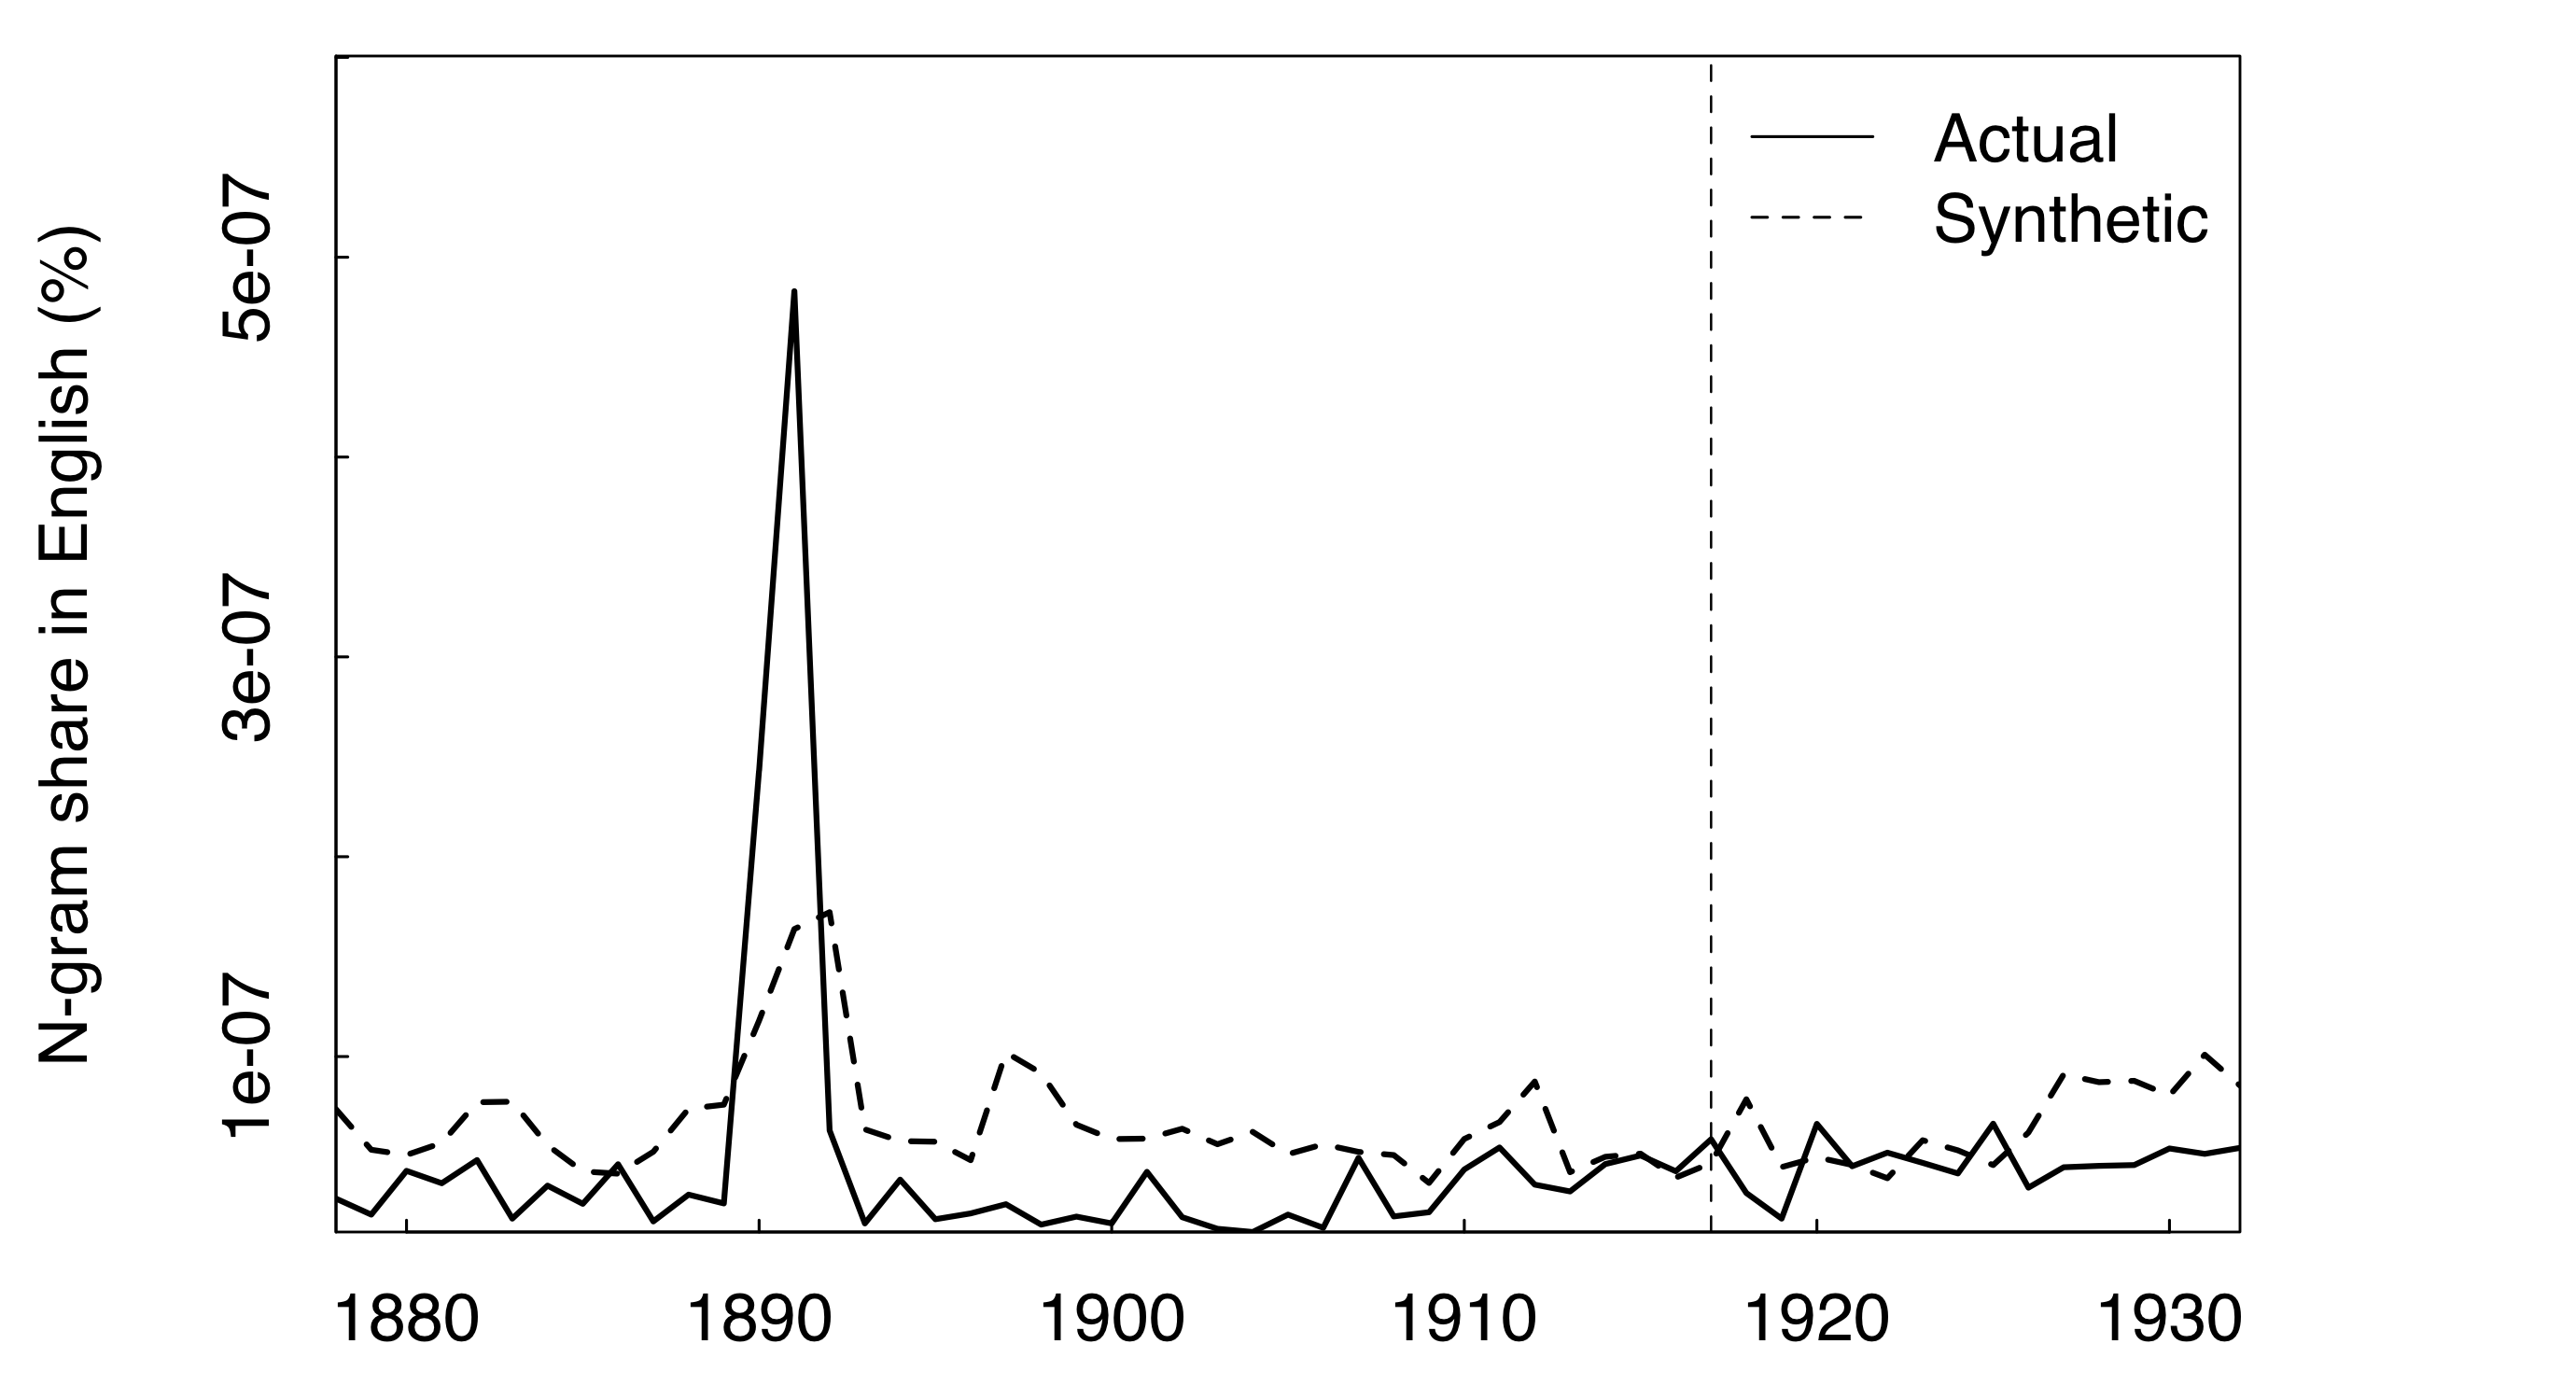 N-gram share in English (%)
5e-07
3e-07
1e-07
Actual
Synthetic
1880 1890 1900 1910 1920 1930